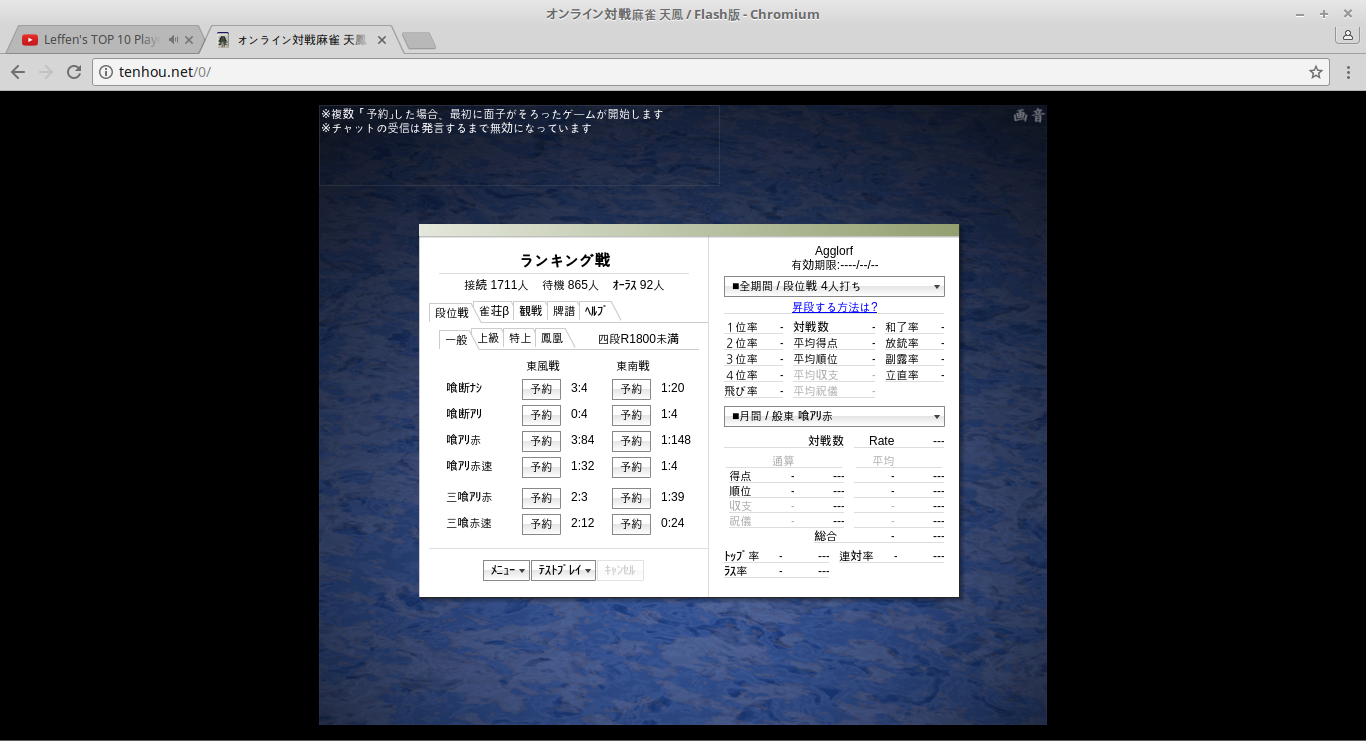 オンライン対戦麻雀 天鳳 / Flash版 - Chromium
Leffen's TOP 10 Play
オンライン対戦麻雀 天鳳
tenhou.net/0/
※複数「予約」した場合、最初に面子がそろったゲームが開始します
※チャットの受信は発言するまで無効になっています
画 音
ランキング戦
接続 1711人 待機 865人 ｵｰﾗｽ 92人
段位戦 雀荘β 観戦 牌譜 ﾍﾙﾌﾟ
一般 上級 特上 鳳凰 四段R1800未満
東風戦 東南戦
喰断ﾅｼ 予約 3:4 予約 1:20
喰断ｱﾘ 予約 0:4 予約 1:4
喰ｱﾘ赤 予約 3:84 予約 1:148
喰ｱﾘ赤速 予約 1:32 予約 1:4
三喰ｱﾘ赤 予約 2:3 予約 1:39
三喰赤速 予約 2:12 予約 0:24
ﾒﾆｭｰ ﾃｽﾄﾌﾟﾚｲ ｷｬﾝｾﾙ
Agglorf
有効期限:----/--/--
■全期間 / 段位戦 4人打ち
昇段する方法は?
１位率 - 対戦数 - 和了率 -
２位率 - 平均得点 - 放銃率 -
３位率 - 平均順位 - 副露率 -
４位率 - 平均収支 - 立直率 -
飛び率 - 平均祝儀 -
■月間 / 般東 喰ｱﾘ赤
対戦数 Rate ---
通算 平均
得点 - --- - ---
順位 - --- - ---
収支 - --- - ---
祝儀 - --- - ---
総合 - ---
ﾄｯﾌﾟ率 - --- 連対率 - ---
ﾗｽ率 - ---